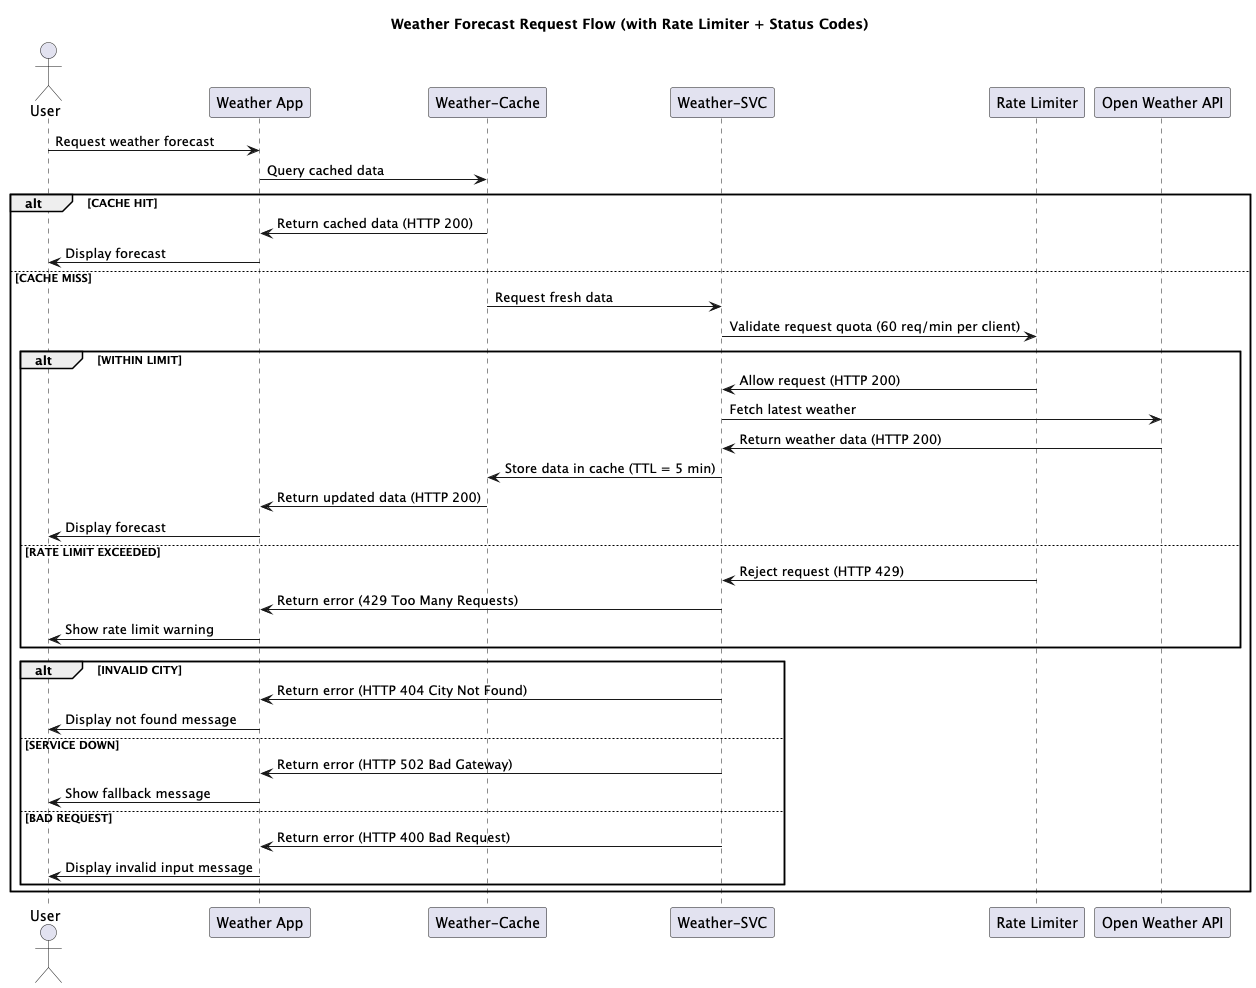 Weather Forecast Request Flow (with Rate Limiter + Status Codes)
User
Weather App
Weather-Cache
Weather-SVC
Rate Limiter
Open Weather API
Request weather forecast
Query cached data
alt
[CACHE HIT]
Return cached data (HTTP 200)
Display forecast
[CACHE MISS]
Request fresh data
Validate request quota (60 req/min per client)
alt
[WITHIN LIMIT]
Allow request (HTTP 200)
Fetch latest weather
Return weather data (HTTP 200)
Store data in cache (TTL = 5 min)
Return updated data (HTTP 200)
Display forecast
[RATE LIMIT EXCEEDED]
Reject request (HTTP 429)
Return error (429 Too Many Requests)
Show rate limit warning
alt
[INVALID CITY]
Return error (HTTP 404 City Not Found)
Display not found message
[SERVICE DOWN]
Return error (HTTP 502 Bad Gateway)
Show fallback message
[BAD REQUEST]
Return error (HTTP 400 Bad Request)
Display invalid input message
User
Weather App
Weather-Cache
Weather-SVC
Rate Limiter
Open Weather API